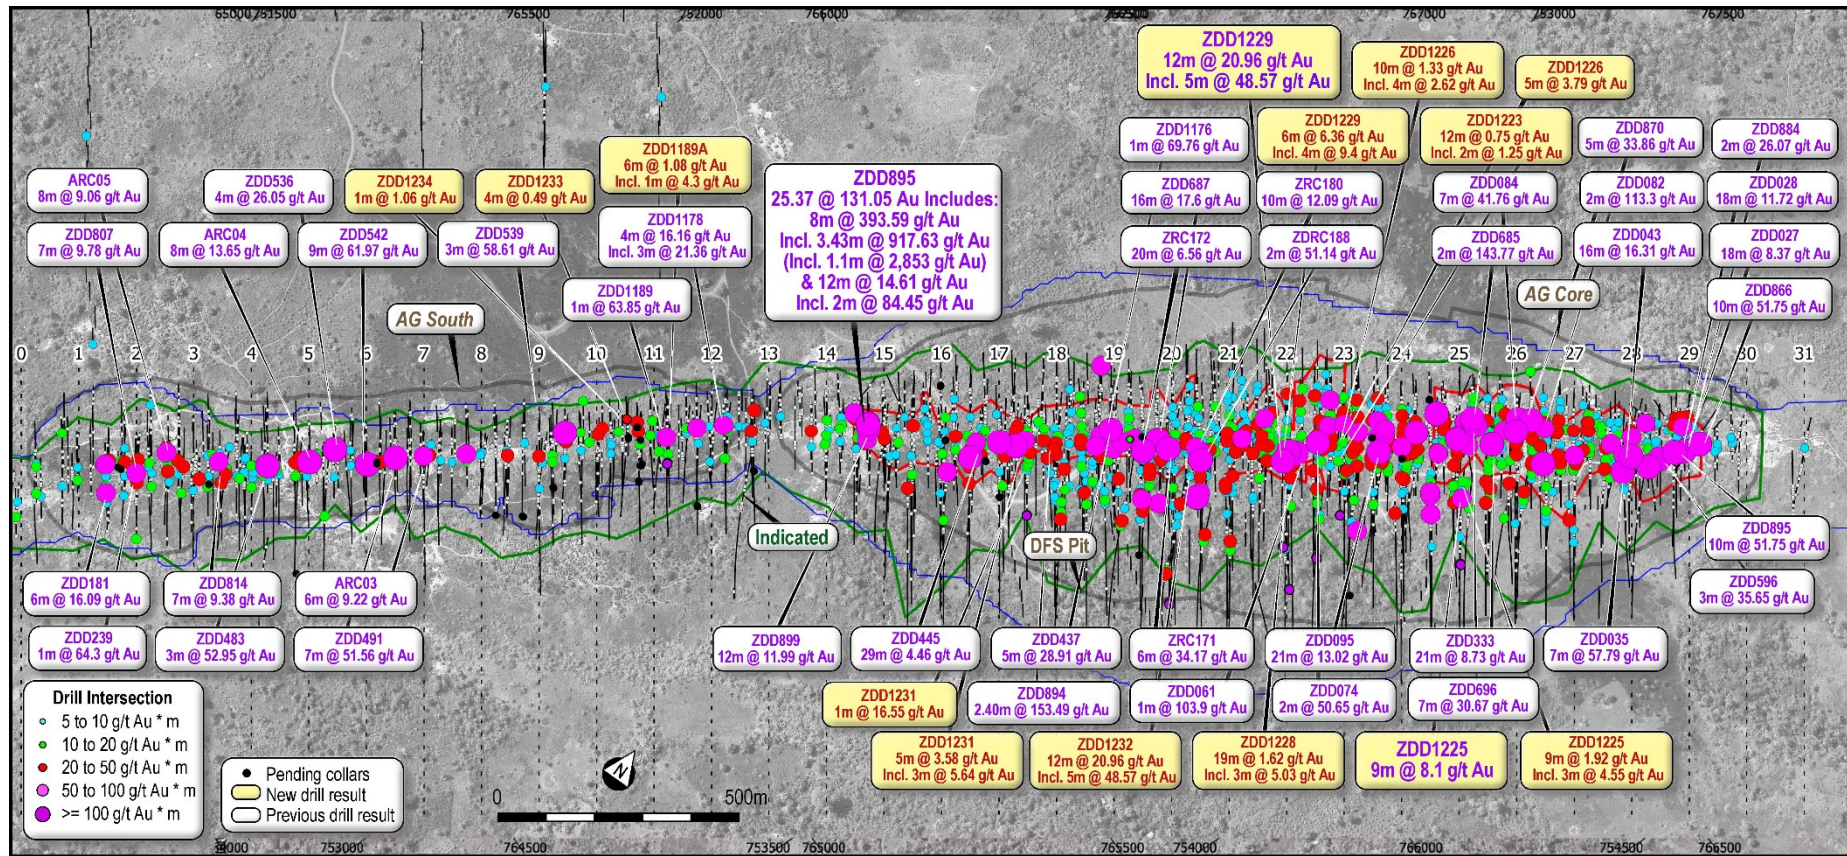 65000
751500
765500
752000
766000
767000
753000
767500
ZDD1229
12m @ 20.96 g/t Au
Incl. 5m @ 48.57 g/t Au
ZDD1226
10m @ 1.33 g/t Au
Incl. 4m @ 2.62 g/t Au
ZDD1226
5m @ 3.79 g/t Au
ZDD1176
1m @ 69.76 g/t Au
ZDD1229
6m @ 6.36 g/t Au
Incl. 4m @ 9.4 g/t Au
ZDD1223
12m @ 0.75 g/t Au
Incl. 2m @ 1.25 g/t Au
ZDD870
5m @ 33.86 g/t Au
ZDD884
2m @ 26.07 g/t Au
ZDD1189A
6m @ 1.08 g/t Au
Incl. 1m @ 4.3 g/t Au
ARC05
8m @ 9.06 g/t Au
ZDD536
4m @ 26.05 g/t Au
ZDD1234
1m @ 1.06 g/t Au
ZDD1233
4m @ 0.49 g/t Au
ZDD895
25.37 @ 131.05 Au Includes:
8m @ 393.59 g/t Au
Incl. 3.43m @ 917.63 g/t Au
(Incl. 1.1m @ 2,853 g/t Au)
& 12m @ 14.61 g/t Au
Incl. 2m @ 84.45 g/t Au
ZDD687
16m @ 17.6 g/t Au
ZRC180
10m @ 12.09 g/t Au
ZDD084
7m @ 41.76 g/t Au
ZDD082
2m @ 113.3 g/t Au
ZDD028
18m @ 11.72 g/t Au
ZDD807
7m @ 9.78 g/t Au
ARC04
8m @ 13.65 g/t Au
ZDD542
9m @ 61.97 g/t Au
ZDD539
3m @ 58.61 g/t Au
ZDD1178
4m @ 16.16 g/t Au
Incl. 3m @ 21.36 g/t Au
ZRC172
20m @ 6.56 g/t Au
ZDRC188
2m @ 51.14 g/t Au
ZDD685
2m @ 143.77 g/t Au
ZDD043
16m @ 16.31 g/t Au
ZDD027
18m @ 8.37 g/t Au
ZDD1189
1m @ 63.85 g/t Au
ZDD866
10m @ 51.75 g/t Au
AG South
AG Core
0 1 2 3 4 5 6 7 8 9 10 11 12 13 14 15 16 17 18 19 20 21 22 23 24 25 26 27 28 29 30 31
Indicated
DFS Pit
ZDD895
10m @ 51.75 g/t Au
ZDD596
3m @ 35.65 g/t Au
ZDD181
6m @ 16.09 g/t Au
ZDD814
7m @ 9.38 g/t Au
ARC03
6m @ 9.22 g/t Au
ZDD239
1m @ 64.3 g/t Au
ZDD483
3m @ 52.95 g/t Au
ZDD491
7m @ 51.56 g/t Au
ZDD899
12m @ 11.99 g/t Au
ZDD445
29m @ 4.46 g/t Au
ZDD437
5m @ 28.91 g/t Au
ZRC171
6m @ 34.17 g/t Au
ZDD095
21m @ 13.02 g/t Au
ZDD333
21m @ 8.73 g/t Au
ZDD035
7m @ 57.79 g/t Au
ZDD1231
1m @ 16.55 g/t Au
ZDD894
2.40m @ 153.49 g/t Au
ZDD061
1m @ 103.9 g/t Au
ZDD074
2m @ 50.65 g/t Au
ZDD696
7m @ 30.67 g/t Au
ZDD1231
5m @ 3.58 g/t Au
Incl. 3m @ 5.64 g/t Au
ZDD1232
12m @ 20.96 g/t Au
Incl. 5m @ 48.57 g/t Au
ZDD1228
19m @ 1.62 g/t Au
Incl. 3m @ 5.03 g/t Au
ZDD1225
9m @ 8.1 g/t Au
ZDD1225
9m @ 1.92 g/t Au
Incl. 3m @ 4.55 g/t Au
Drill Intersection
5 to 10 g/t Au * m
10 to 20 g/t Au * m
20 to 50 g/t Au * m
50 to 100 g/t Au * m
>= 100 g/t Au * m
Pending collars
New drill result
Previous drill result
N
0
500m
753000
764500
753500
765000
765500
754000
766000
754500
766500